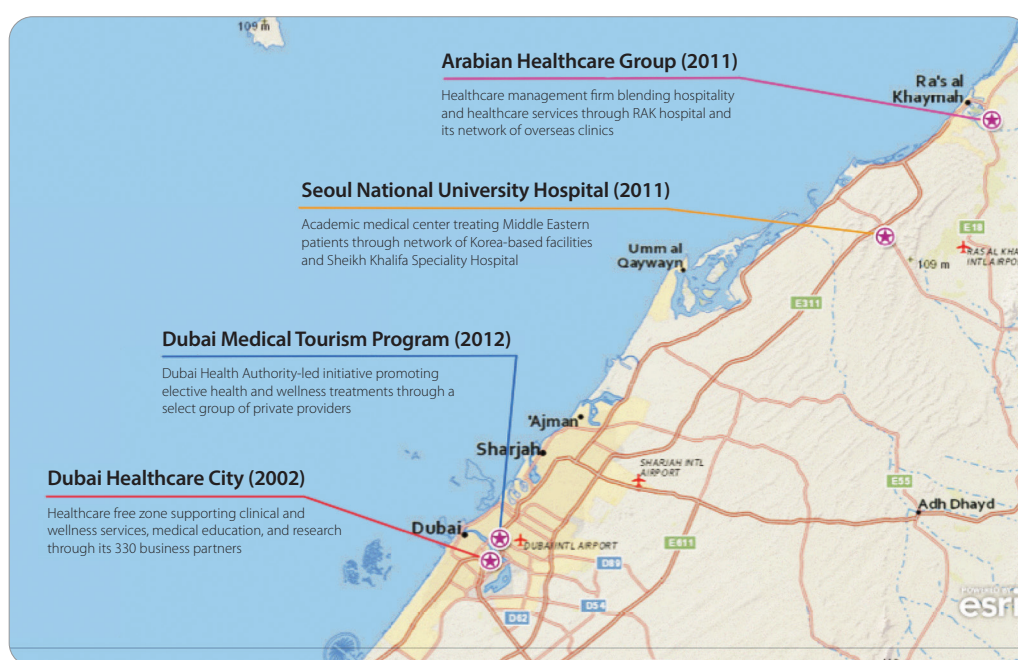 109 m
Arabian Healthcare Group (2011)
Healthcare management firm blending hospitality
and healthcare services through RAK hospital and
its network of overseas clinics
Ra's al
Khaymah
Seoul National University Hospital (2011)
Academic medical center treating Middle Eastern
patients through network of Korea-based facilities
and Sheikh Khalifa Speciality Hospital
Umm al
Qaywayn
E18
RAS AL KHA
INTL AIRPO
109 m
E311
Dubai Medical Tourism Program (2012)
Dubai Health Authority-led initiative promoting
elective health and wellness treatments through a
select group of private providers
'Ajman
Sharjah
SHARJAH INTL
AIRPORT
Dubai Healthcare City (2002)
Healthcare free zone supporting clinical and
wellness services, medical education, and research
through its 330 business partners
E55
Adh Dhayd
Dubai
DUBAI INTL AIRPORT
E611
D89
D54
D62
POWERED BY
esri